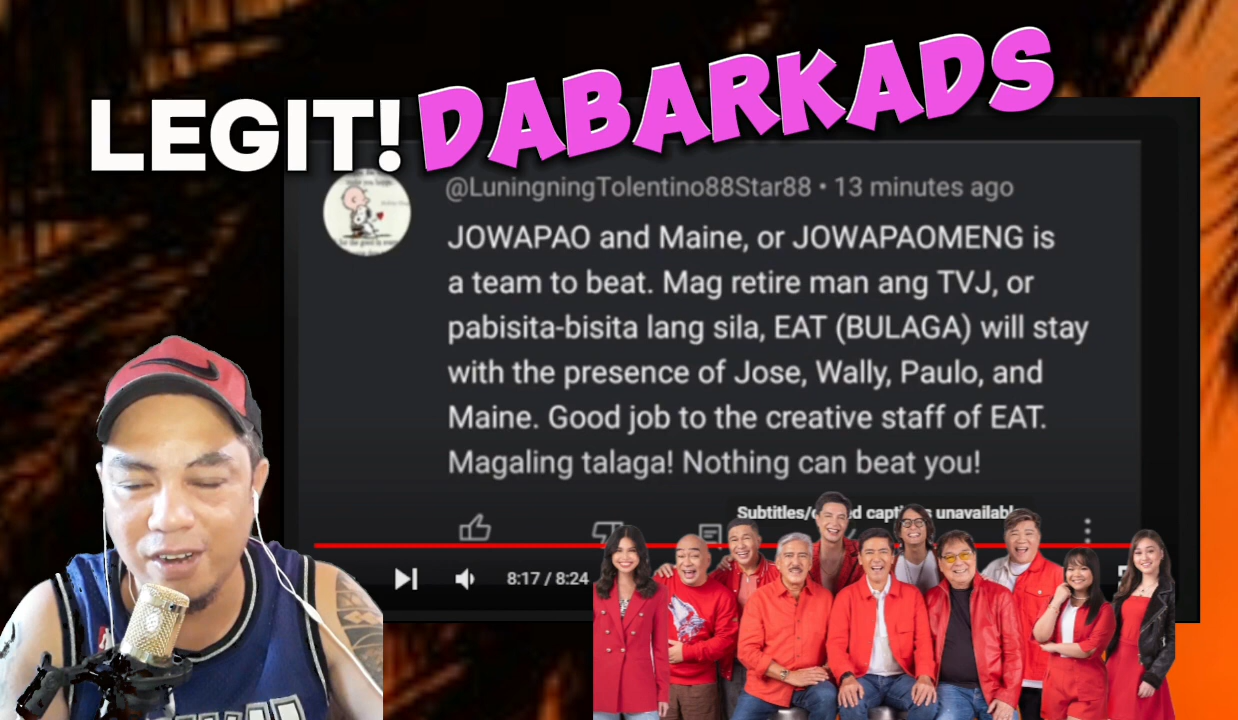 LEGIT! DABARKADS
@LuningningTolentino88Star88 • 13 minutes ago
JOWAPAO and Maine, or JOWAPAOMENG is
a team to beat. Mag retire man ang TVJ, or
pabisita-bisita lang sila, EAT (BULAGA) will stay
with the presence of Jose, Wally, Paulo, and
Maine. Good job to the creative staff of EAT.
Magaling talaga! Nothing can beat you!
8:17 / 8:24